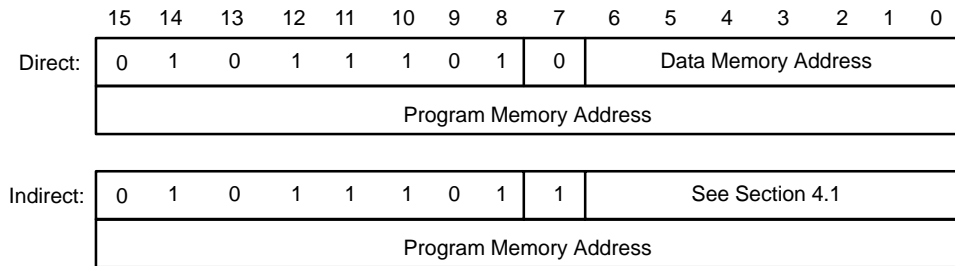 15 14 13 12 11 10 9 8 7 6 5 4 3 2 1 0
Direct: 0 1 0 1 1 1 0 1 0 Data Memory Address
Program Memory Address
Indirect: 0 1 0 1 1 1 0 1 1 See Section 4.1
Program Memory Address